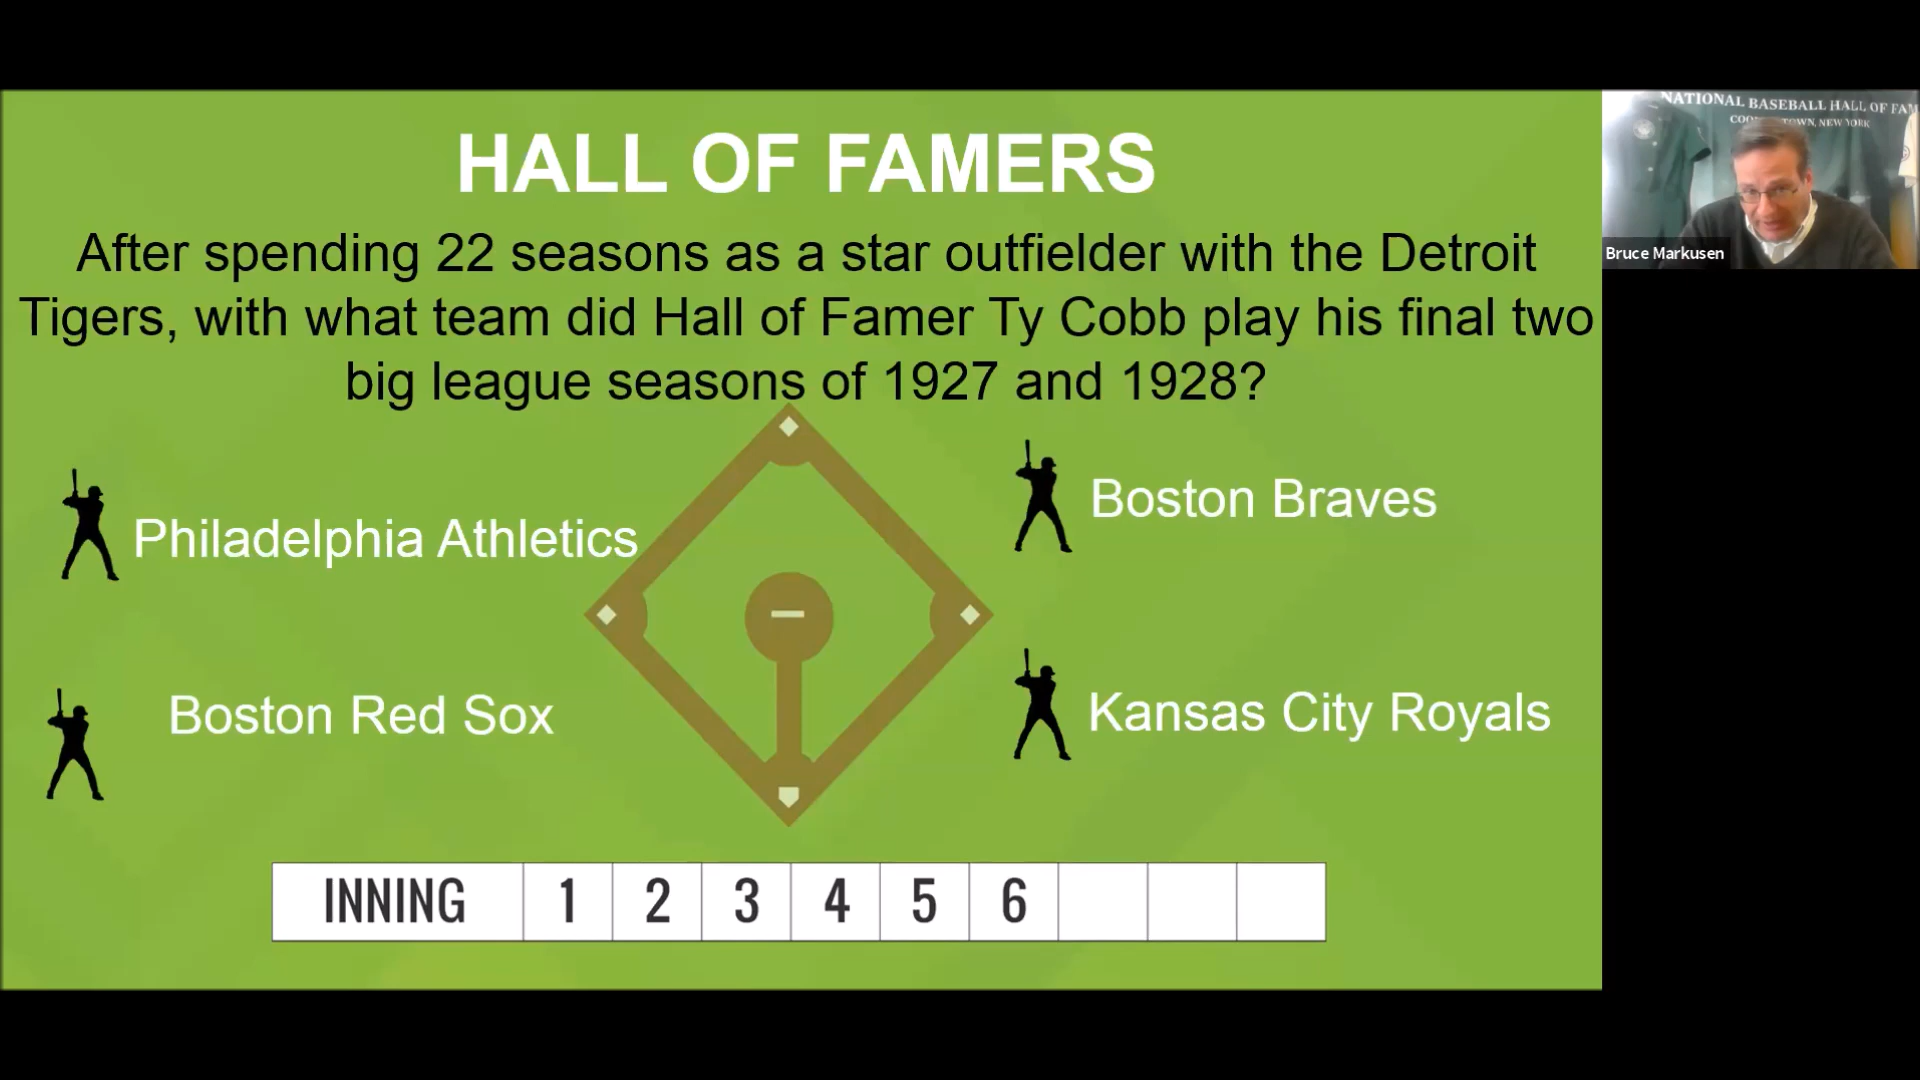 HALL OF FAMERS
After spending 22 seasons as a star outfielder with the Detroit
Tigers, with what team did Hall of Famer Ty Cobb play his final two
big league seasons of 1927 and 1928?
Philadelphia Athletics
Boston Braves
Boston Red Sox
Kansas City Royals
INNING 1 2 3 4 5 6
NATIONAL BASEBALL HALL OF FAM
NEW YORK
Bruce Markusen